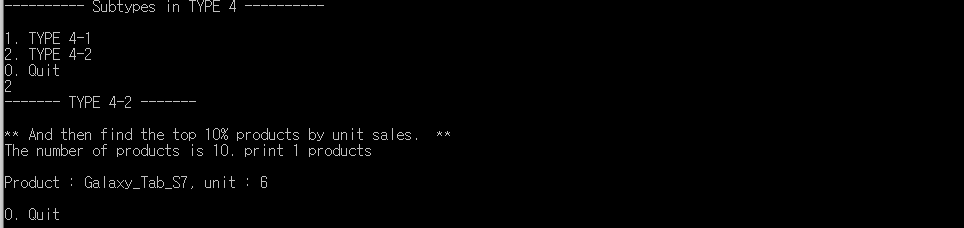 ---------- Subtypes in TYPE 4 ----------
1. TYPE 4-1
2. TYPE 4-2
0. Quit
2
------- TYPE 4-2 -------
** And then find the top 10% products by unit sales.  **
The number of products is 10. print 1 products
Product : Galaxy_Tab_S7, unit : 6
0. Quit